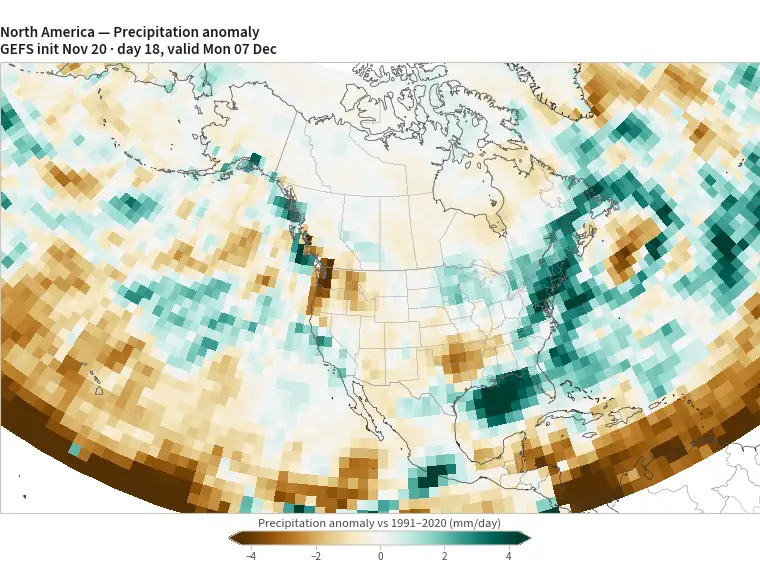 North America — Precipitation anomaly
GEFS init Nov 20 · day 18, valid Mon 07 Dec
Precipitation anomaly vs 1991–2020 (mm/day)
−4 −2 0 2 4